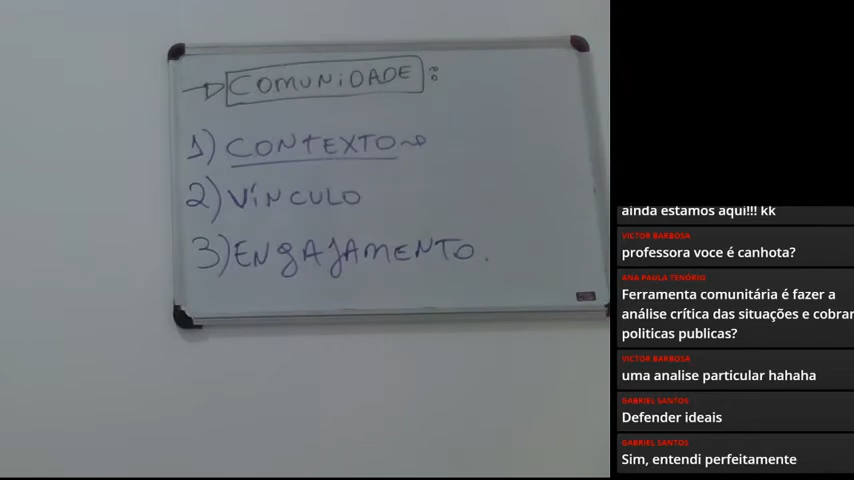 → COMUNIDADE:
1) CONTEXTO →
2) VÍNCULO
3) ENGAJAMENTO.
ainda estamos aqui!!! kk
VICTOR BARBOSA
professora voce é canhota?
ANA PAULA TENÓRIO
Ferramenta comunitária é fazer a
análise crítica das situações e cobrar
politicas publicas?
VICTOR BARBOSA
uma analise particular hahaha
GABRIEL SANTOS
Defender ideais
GABRIEL SANTOS
Sim, entendi perfeitamente